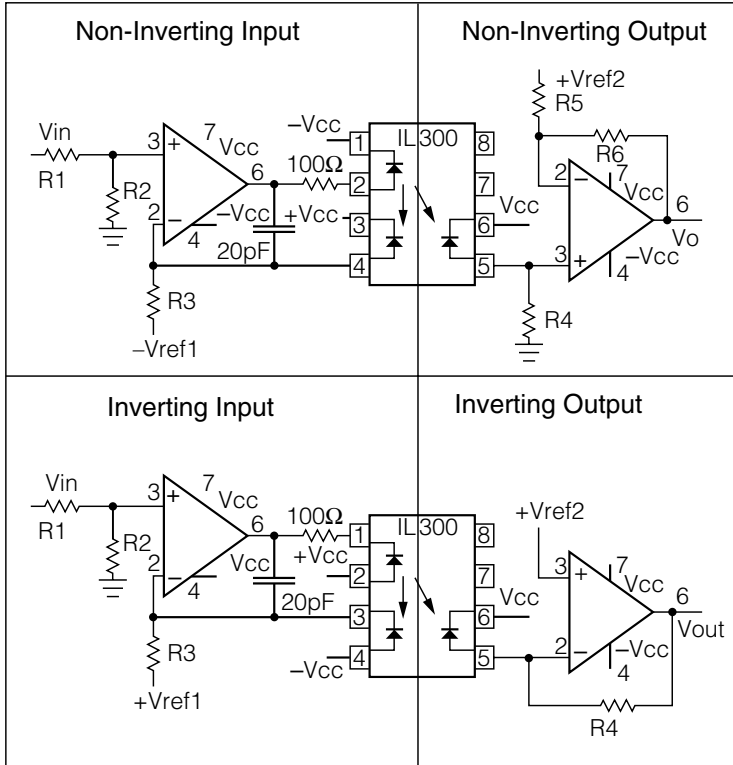 Non-Inverting Input
Non-Inverting Output
Vin
R1
R2
3
+
7
Vcc
6
100Ω
2
–
4
–Vcc
20pF
R3
–Vref1
–Vcc
+Vcc
IL300
1
2
3
4
8
7
6
5
Vcc
+Vref2
R5
R6
2
–
7
Vcc
6
Vo
3
+
4
–Vcc
R4
Inverting Input
Inverting Output
Vin
R1
R2
3
+
7
Vcc
6
100Ω
2
–
4
Vcc
20pF
R3
+Vref1
+Vcc
–Vcc
IL300
1
2
3
4
8
7
6
5
Vcc
+Vref2
3
+
7
Vcc
6
Vout
2
–
4
–Vcc
R4